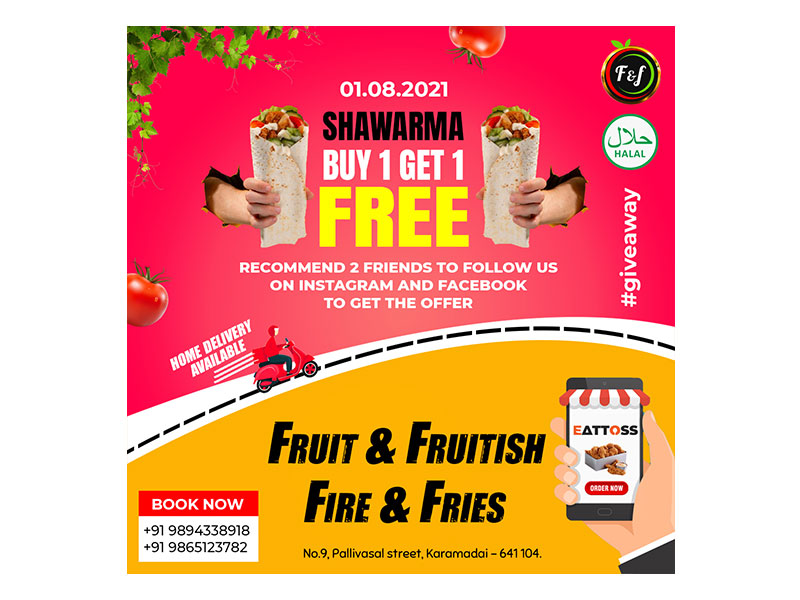 01.08.2021
F&f
SHAWARMA
BUY 1 GET 1
FREE
حلال
HALAL
#giveaway
RECOMMEND 2 FRIENDS TO FOLLOW US
ON INSTAGRAM AND FACEBOOK
TO GET THE OFFER
HOME DELIVERY
AVAILABLE
FRUIT & FRUITISH
FIRE & FRIES
EATTOSS
ORDER NOW
BOOK NOW
+91 9894338918
+91 9865123782
No.9, Pallivasal street, Karamadai - 641 104.